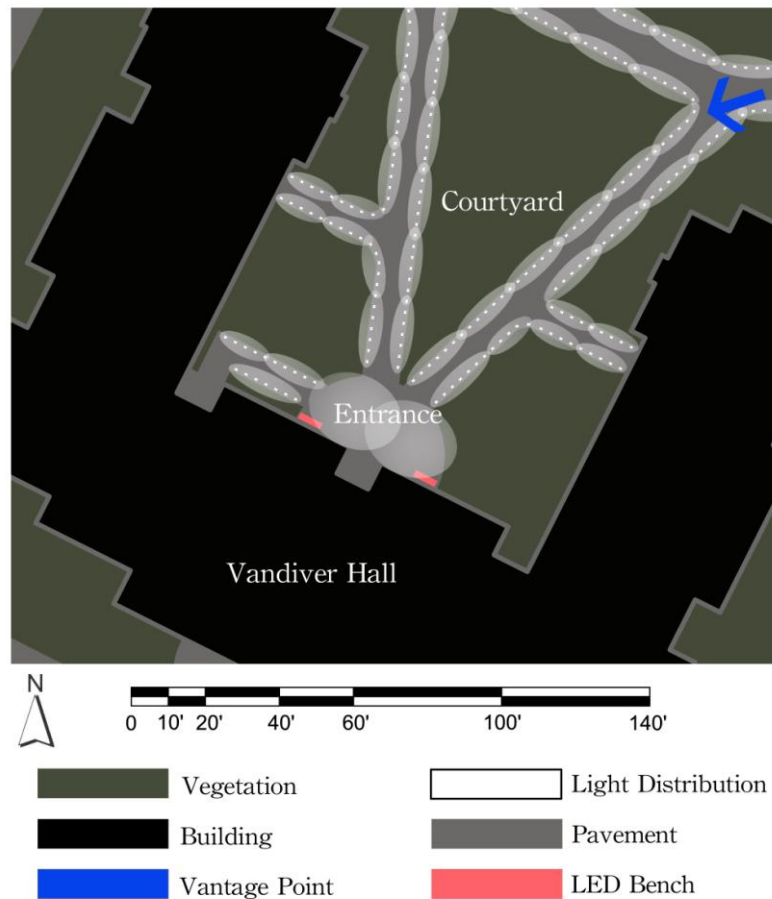 Courtyard
Entrance
Vandiver Hall
N
0 10' 20' 40' 60' 100' 140'
Vegetation Light Distribution
Building Pavement
Vantage Point LED Bench